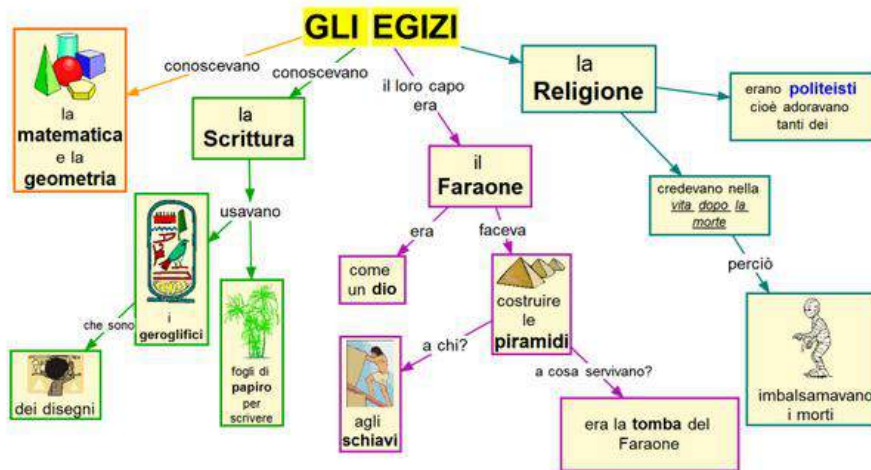 GLI EGIZI
conoscevano
la
matematica
e la
geometria
conoscevano
la
Scrittura
usavano
i
geroglifici
che sono
dei disegni
fogli di
papiro
per
scrivere
il loro capo
era
il
Faraone
era
come
un dio
faceva
costruire
le
piramidi
a chi?
agli
schiavi
a cosa servivano?
era la tomba del
Faraone
la
Religione
erano politeisti
cioè adoravano
tanti dei
credevano nella
vita dopo la
morte
perciò
imbalsamavano
i morti